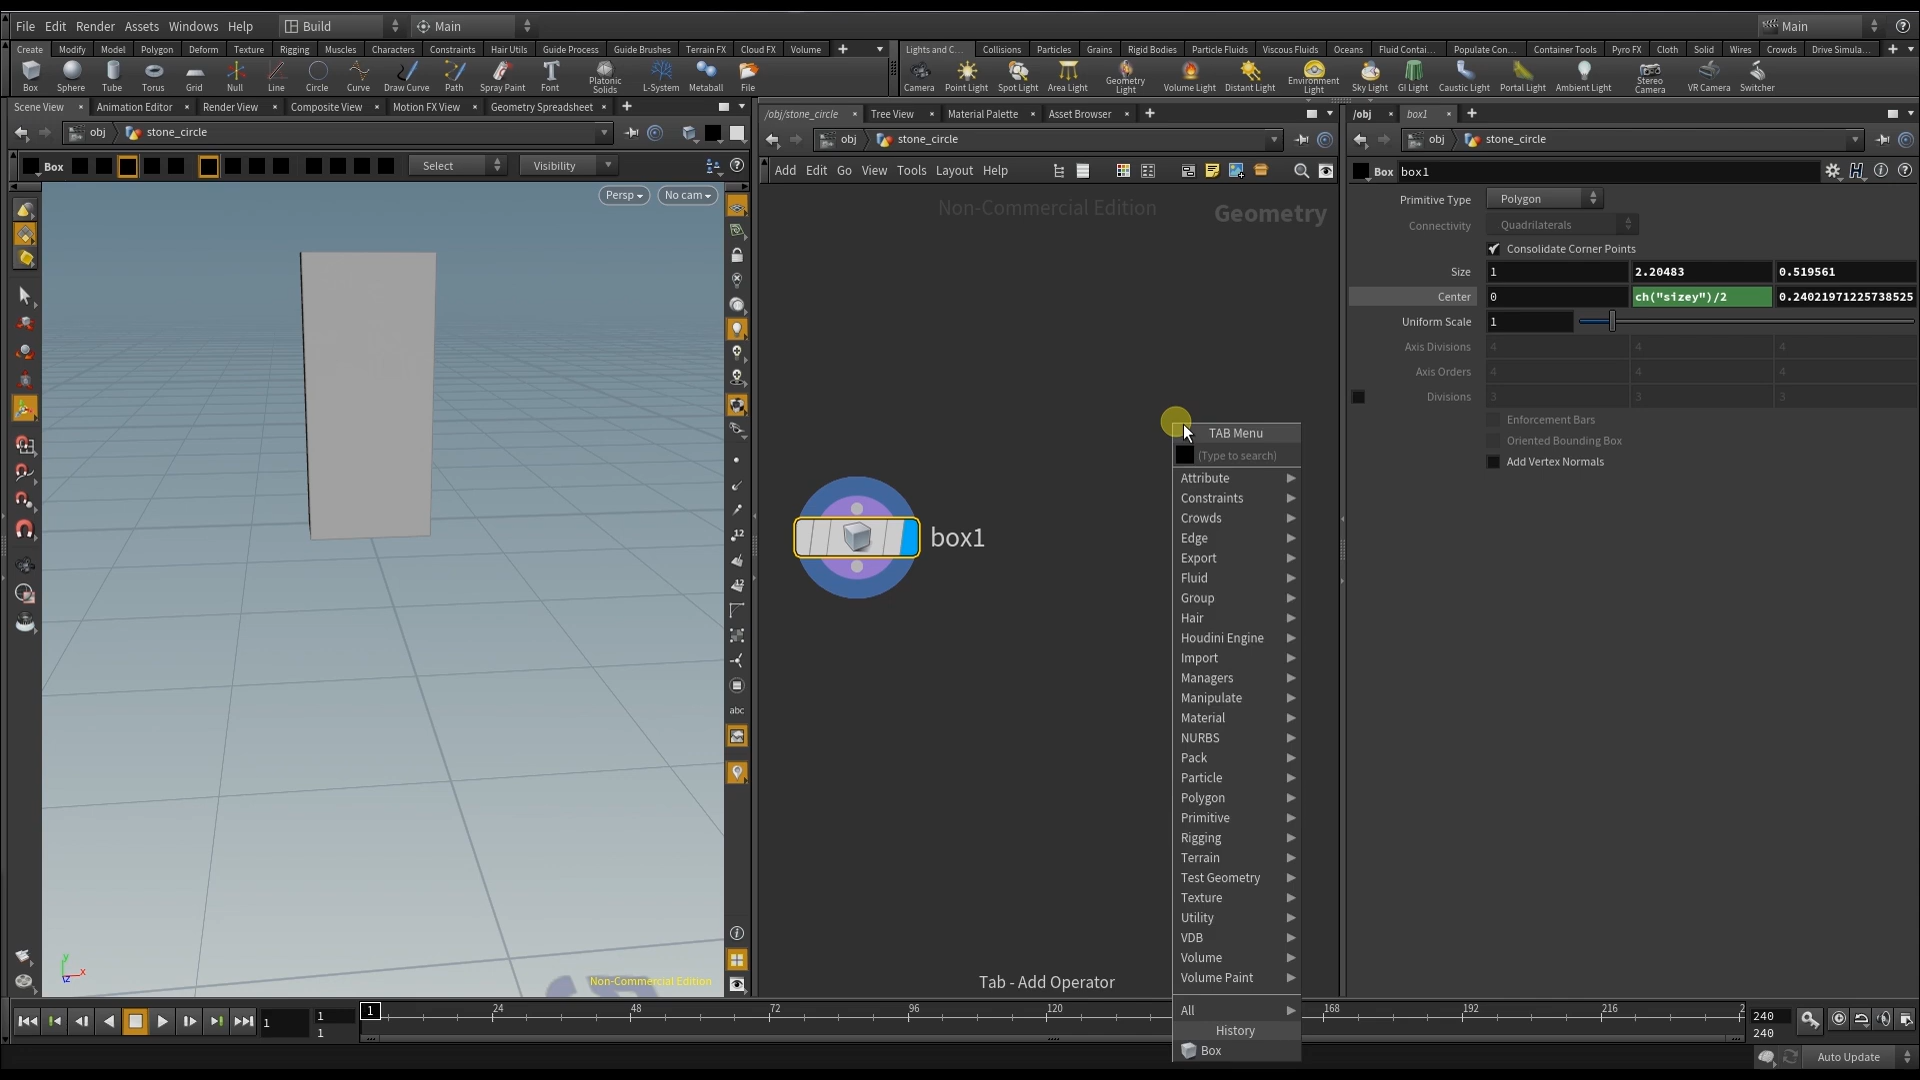 File Edit Render Assets Windows Help Build Main Main
Create Modify Model Polygon Deform Texture Rigging Muscles Characters Constraints Hair Utils Guide Process Guide Brushes Terrain FX Cloud FX Volume
Lights and C... Collisions Particles Grains Rigid Bodies Particle Fluids Viscous Fluids Oceans Fluid Contai... Populate Con... Container Tools Pyro FX Cloth Solid Wires Crowds Drive Simula...
Box Sphere Tube Torus Grid Null Line Circle Curve Draw Curve Path Spray Paint Font Platonic Solids L-System Metaball File
Camera Point Light Spot Light Area Light Geometry Light Volume Light Distant Light Environment Light Sky Light GI Light Caustic Light Portal Light Ambient Light Stereo Camera VR Camera Switcher
Scene View Animation Editor Render View Composite View Motion FX View Geometry Spreadsheet
obj stone_circle
Box Select Visibility
Persp No cam
12
12
abc
Non-Commercial Edition
y
x
z
/obj/stone_circle Tree View Material Palette Asset Browser
obj stone_circle
Add Edit Go View Tools Layout Help
Non-Commercial Edition Geometry
box1
Tab - Add Operator
TAB Menu
(Type to search)
Attribute
Constraints
Crowds
Edge
Export
Fluid
Group
Hair
Houdini Engine
Import
Managers
Manipulate
Material
NURBS
Pack
Particle
Polygon
Primitive
Rigging
Terrain
Test Geometry
Texture
Utility
VDB
Volume
Volume Paint
All
History
Box
/obj box1
obj stone_circle
Box box1
Primitive Type Polygon
Connectivity Quadrilaterals
Consolidate Corner Points
Size 1 2.20483 0.519561
Center 0 ch("sizey")/2 0.24021971225738525
Uniform Scale 1
Axis Divisions 4 4 4
Axis Orders 4 4 4
Divisions 3 3 3
Enforcement Bars
Oriented Bounding Box
Add Vertex Normals
1 1 1 24 48 72 96 120 168 192 216 2 240
1 240
Auto Update